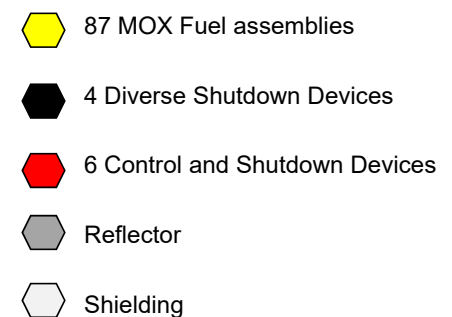 87 MOX Fuel assemblies
4 Diverse Shutdown Devices
6 Control and Shutdown Devices
Reflector
Shielding